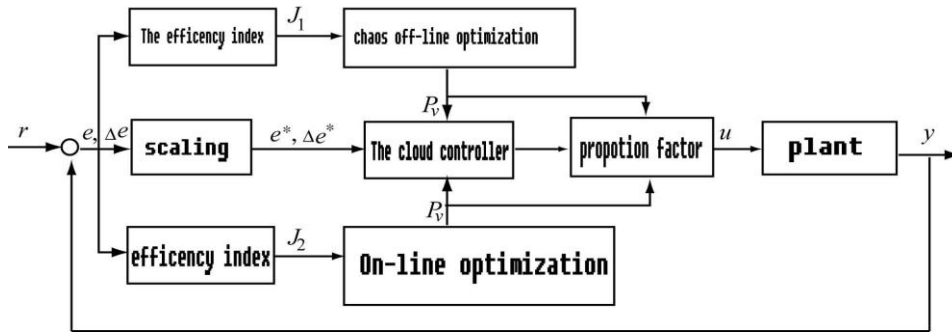 The efficency index
J₁
chaos off-line optimization
Pᵥ
r
e, Δe
scaling
e*, Δe*
The cloud controller
propotion factor
u
plant
y
Pᵥ
efficency index
J₂
On-line optimization